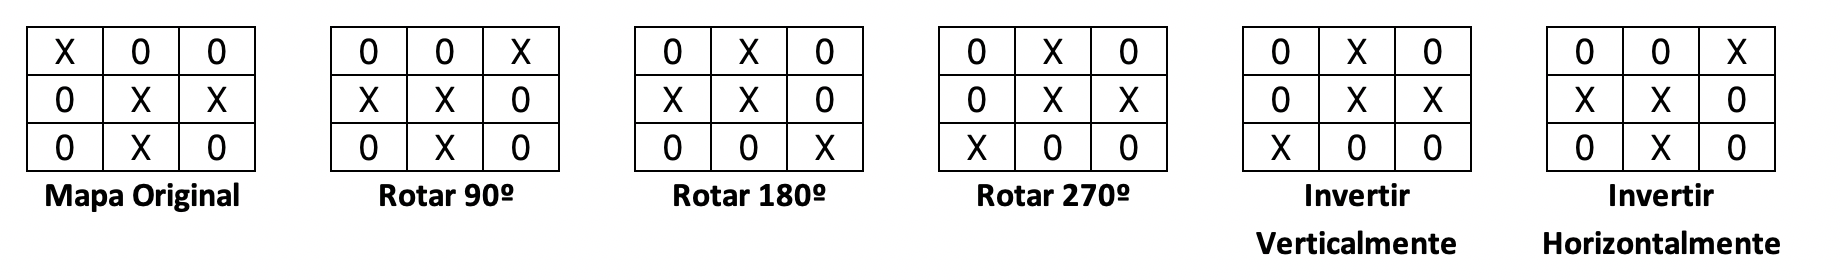 X 0 0
0 X X
0 X 0
Mapa Original
0 0 X
X X 0
0 X 0
Rotar 90º
0 X 0
X X 0
0 0 X
Rotar 180º
0 X 0
0 X X
X 0 0
Rotar 270º
0 X 0
0 X X
X 0 0
Invertir
Verticalmente
0 0 X
X X 0
0 X 0
Invertir
Horizontalmente